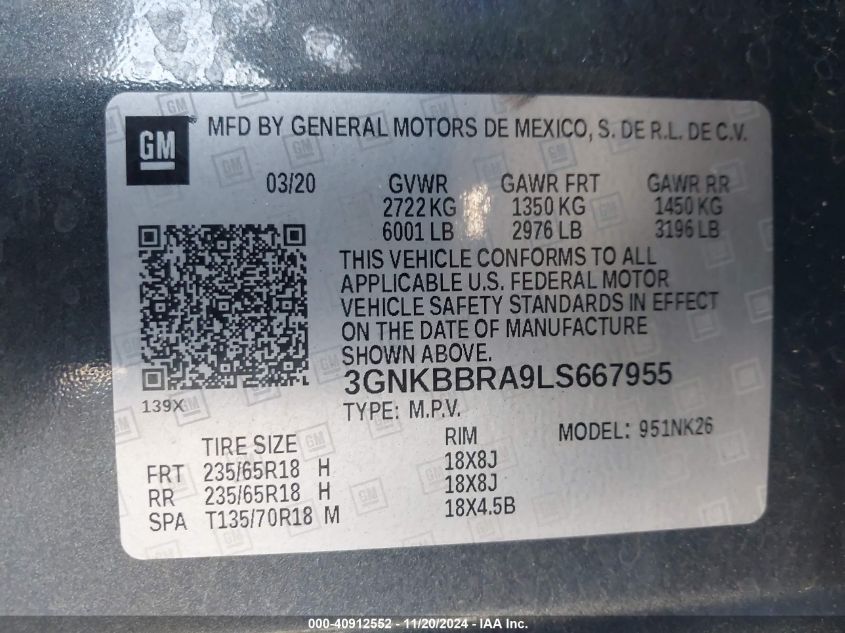 GM MFD BY GENERAL MOTORS DE MEXICO, S. DE R.L. DE C.V.
03/20 GVWR GAWR FRT GAWR RR
2722 KG 1350 KG 1450 KG
6001 LB 2976 LB 3196 LB
THIS VEHICLE CONFORMS TO ALL
APPLICABLE U.S. FEDERAL MOTOR
VEHICLE SAFETY STANDARDS IN EFFECT
ON THE DATE OF MANUFACTURE
SHOWN ABOVE.
3GNKBBRA9LS667955
139X
TYPE: M.P.V.
MODEL: 951NK26
TIRE SIZE RIM
FRT 235/65R18 H 18X8J
RR 235/65R18 H 18X8J
SPA T135/70R18 M 18X4.5B
000-40912552 - 11/20/2024 - IAA Inc.